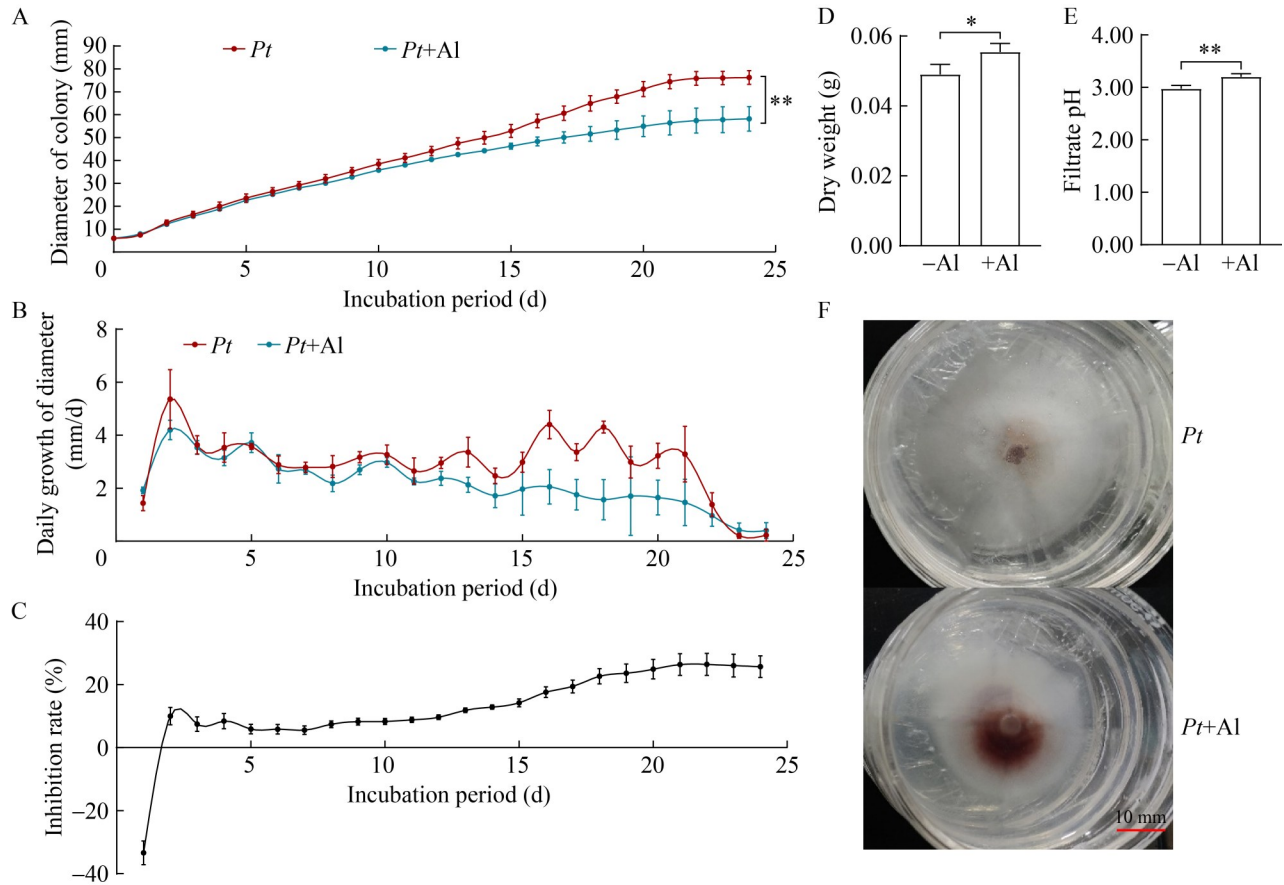 A
Diameter of colony (mm)
90
80
70
60
50
40
30
20
10
0
5
10
15
20
25
Pt
Pt+Al
**
Incubation period (d)
B
Daily growth of diameter
(mm/d)
8
6
4
2
0
5
10
15
20
25
Pt
Pt+Al
Incubation period (d)
C
Inhibition rate (%)
40
20
0
–20
–40
5
10
15
20
25
Incubation period (d)
D
Dry weight (g)
0.06
0.04
0.02
0.00
*
–Al +Al
E
Filtrate pH
4.00
3.00
2.00
1.00
0.00
**
–Al +Al
F
Pt
Pt+Al
10 mm